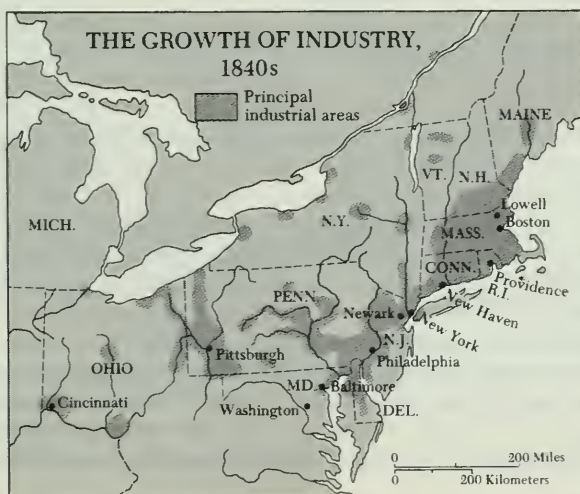 THE GROWTH OF INDUSTRY,
1840s
Principal
industrial areas
MAINE
VT.
N.H.
Lowell
Boston
MICH.
N.Y.
MASS.
CONN.
Providence
R.I.
New Haven
PENN.
Newark
New York
N.J.
Pittsburgh
Philadelphia
OHIO
MD.
Baltimore
Cincinnati
Washington
DEL.
0 200 Miles
0 200 Kilometers